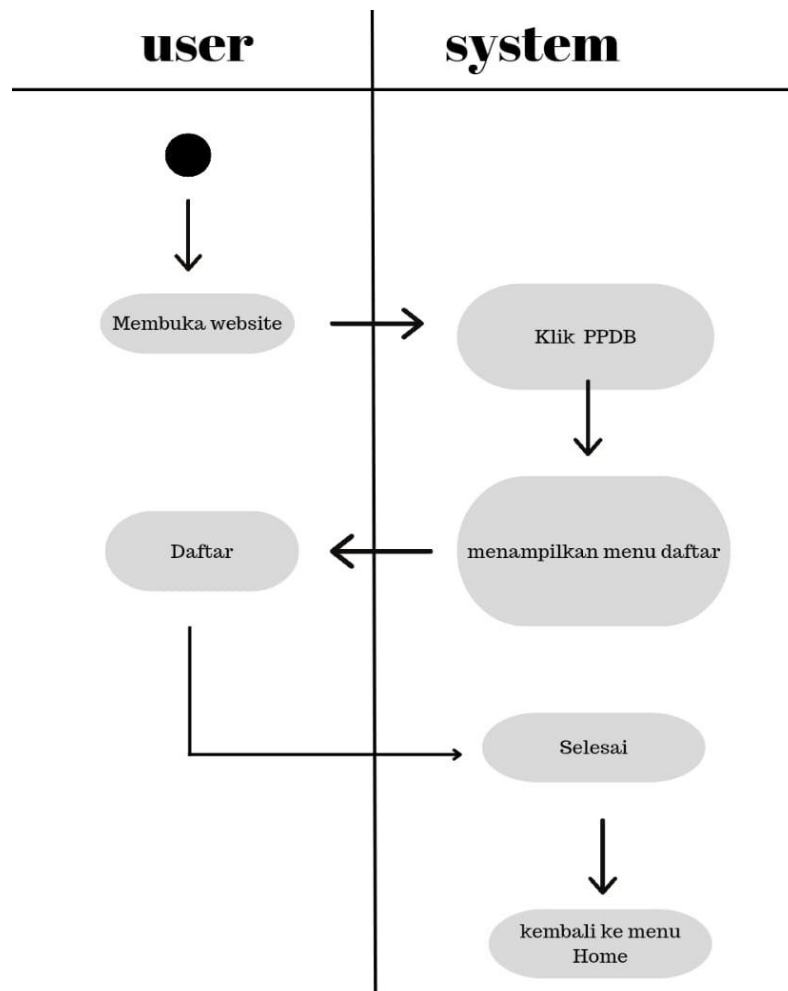 user
system
Membuka website
Klik PPDB
menampilkan menu daftar
Daftar
Selesai
kembali ke menu
Home